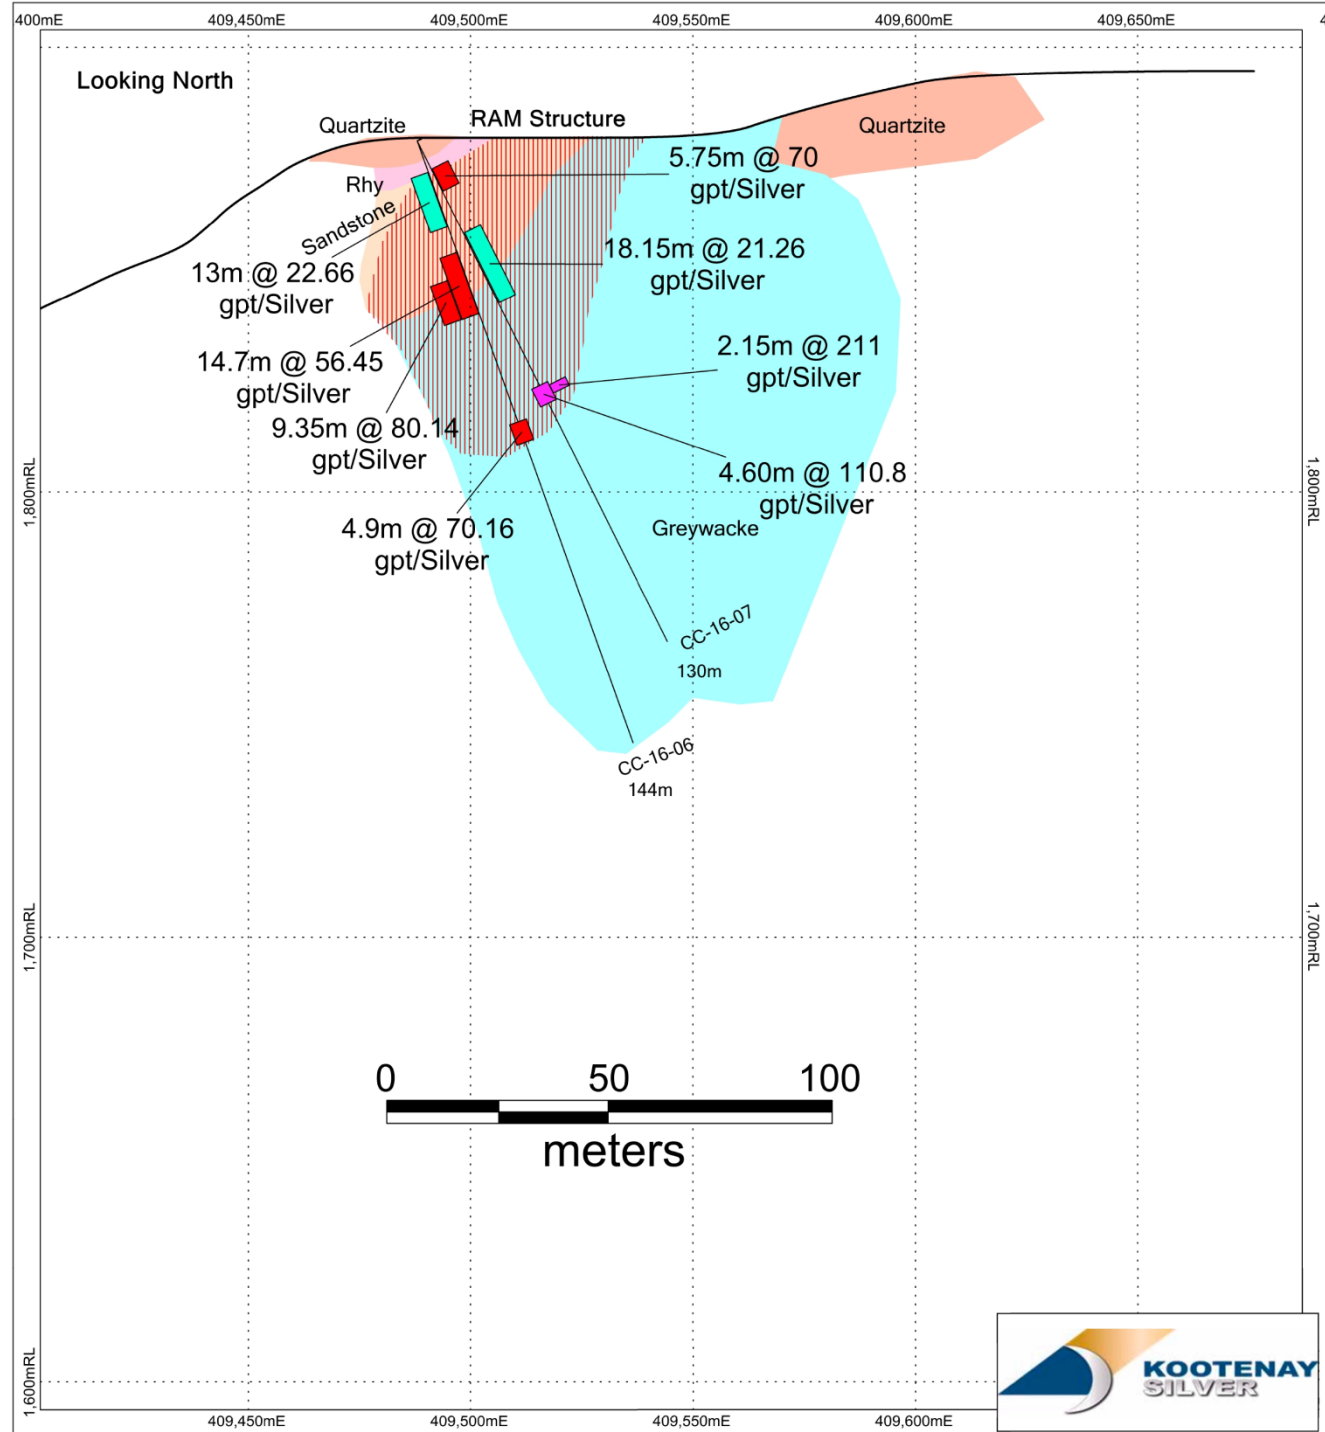 400mE 409,450mE 409,500mE 409,550mE 409,600mE 409,650mE 4
Looking North
Quartzite
RAM Structure
Quartzite
5.75m @ 70
gpt/Silver
Rhy
Sandstone
18.15m @ 21.26
gpt/Silver
13m @ 22.66
gpt/Silver
14.7m @ 56.45
gpt/Silver
2.15m @ 211
gpt/Silver
9.35m @ 80.14
gpt/Silver
4.60m @ 110.8
gpt/Silver
1,800mRL
1,800mRL
4.9m @ 70.16
gpt/Silver
Greywacke
CC-16-07
130m
CC-16-06
144m
1,700mRL
1,700mRL
0 50 100
meters
1,600mRL
KOOTENAY
SILVER
409,450mE 409,500mE 409,550mE 409,600mE